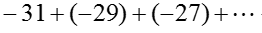 −31 + (−29) + (−27) + ⋯